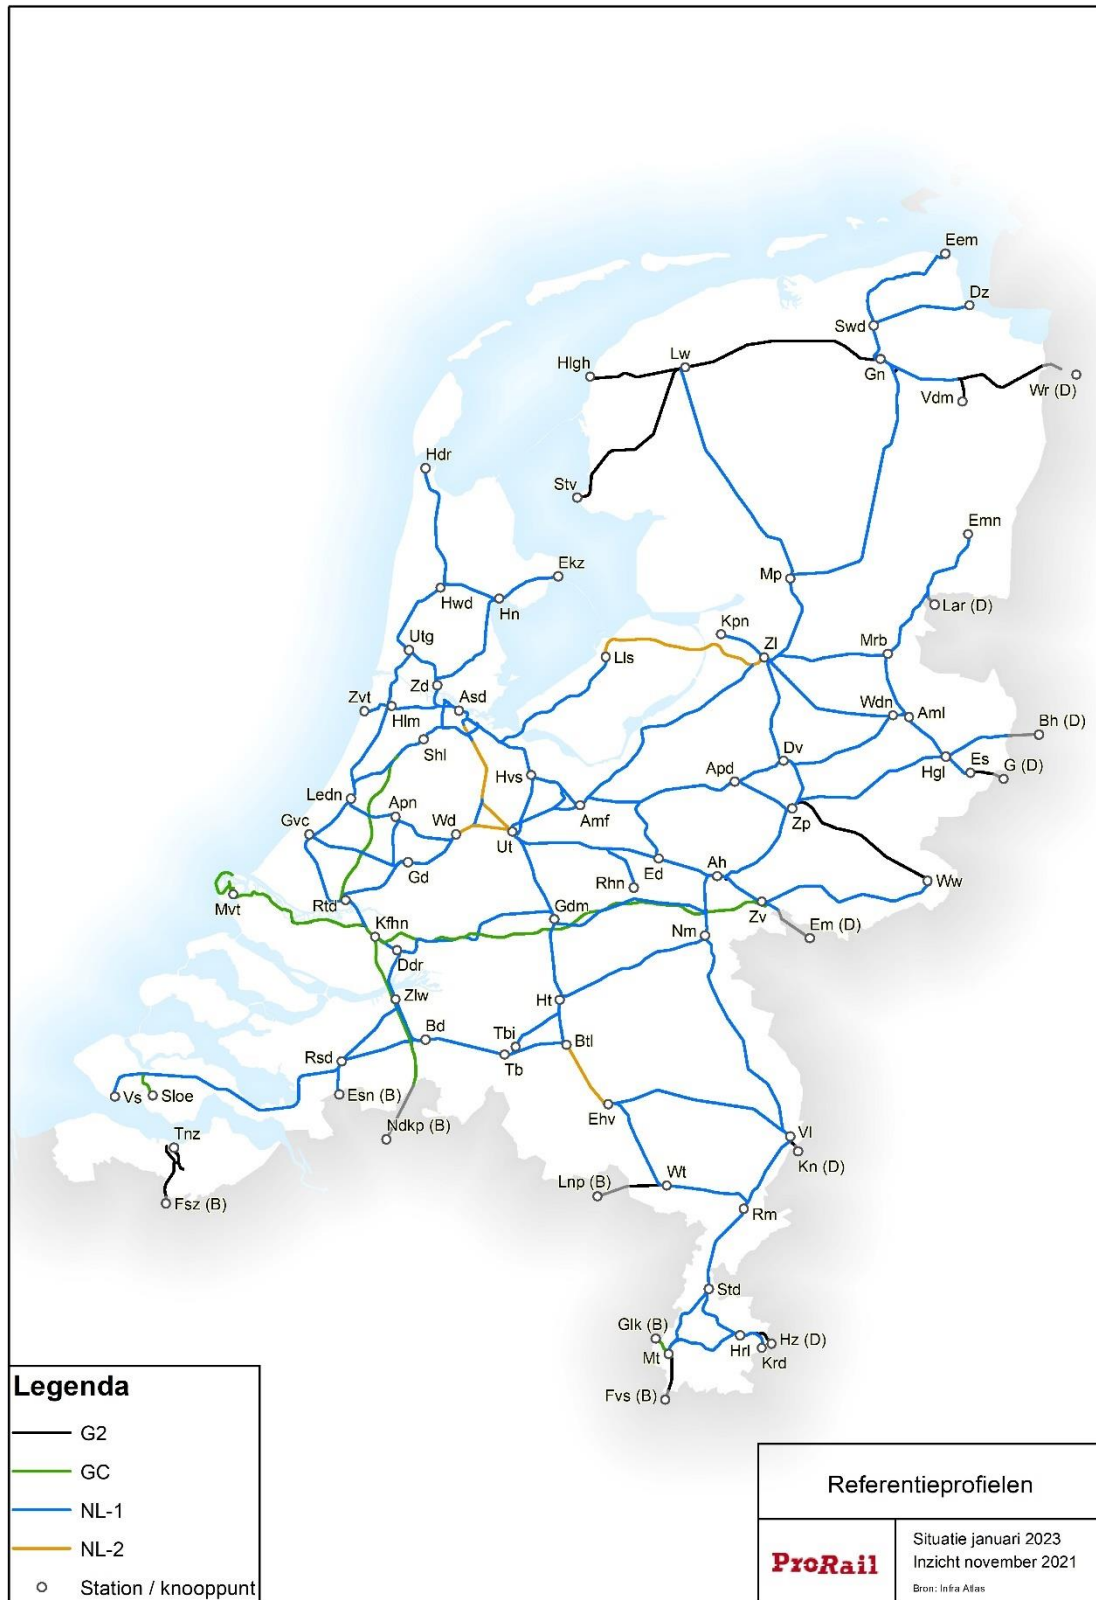 Eem
Dz
Swd
Lw
Hlgh
Gn
Wr (D)
Vdm
Hdr
Stv
Emn
Ekz
Mp
Hwd
Hn
Lar (D)
Kpn
Utg
Mrb
Zl
Lls
Zd
Zvt
Asd
Wdn
Hlm
Aml
Bh (D)
Shl
Dv
Es
G (D)
Hgl
Hvs
Apd
Ledn
Apn
Amf
Zp
Gvc
Wd
Ut
Gd
Ed
Ah
Rhn
Ww
Mvt
Rtd
Gdm
Zv
Em (D)
Kfhn
Nm
Ddr
Zlw
Ht
Bd
Tbi
Btl
Rsd
Tb
Vs
Sloe
Esn (B)
Ehv
Ndkp (B)
Tnz
Vl
Kn (D)
Wt
Lnp (B)
Fsz (B)
Rm
Std
Glk (B)
Hz (D)
Hrl
Krd
Mt
Fvs (B)
Legenda
G2
GC
NL-1
NL-2
Station / knooppunt
Referentieprofielen
ProRail
Situatie januari 2023
Inzicht november 2021
Bron: Infra Atlas